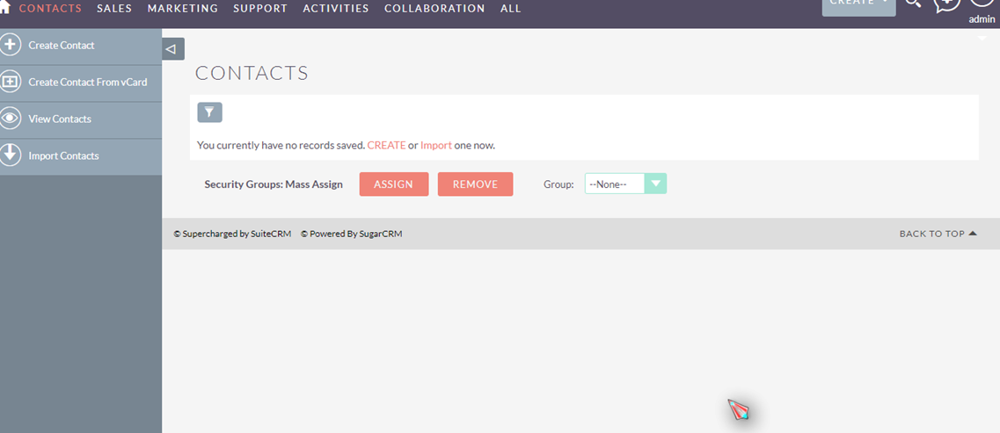 CONTACTS SALES MARKETING SUPPORT ACTIVITIES COLLABORATION ALL CREATE
admin
Create Contact
Create Contact From vCard
View Contacts
Import Contacts
CONTACTS
You currently have no records saved. CREATE or Import one now.
Security Groups: Mass Assign ASSIGN REMOVE Group: --None--
© Supercharged by SuiteCRM © Powered By SugarCRM BACK TO TOP